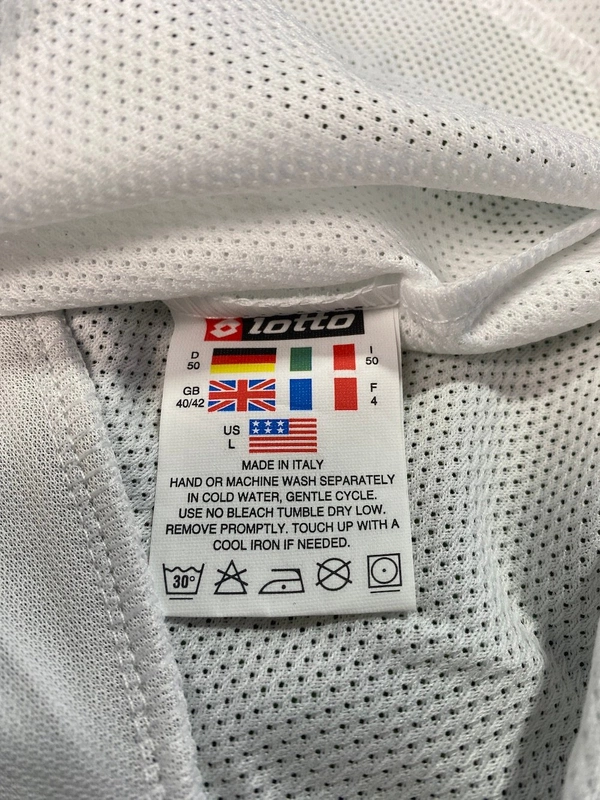 lotto
D
50
I
50
GB
40/42
F
4
US
L
MADE IN ITALY
HAND OR MACHINE WASH SEPARATELY
IN COLD WATER, GENTLE CYCLE.
USE NO BLEACH TUMBLE DRY LOW.
REMOVE PROMPTLY. TOUCH UP WITH A
COOL IRON IF NEEDED.
30°